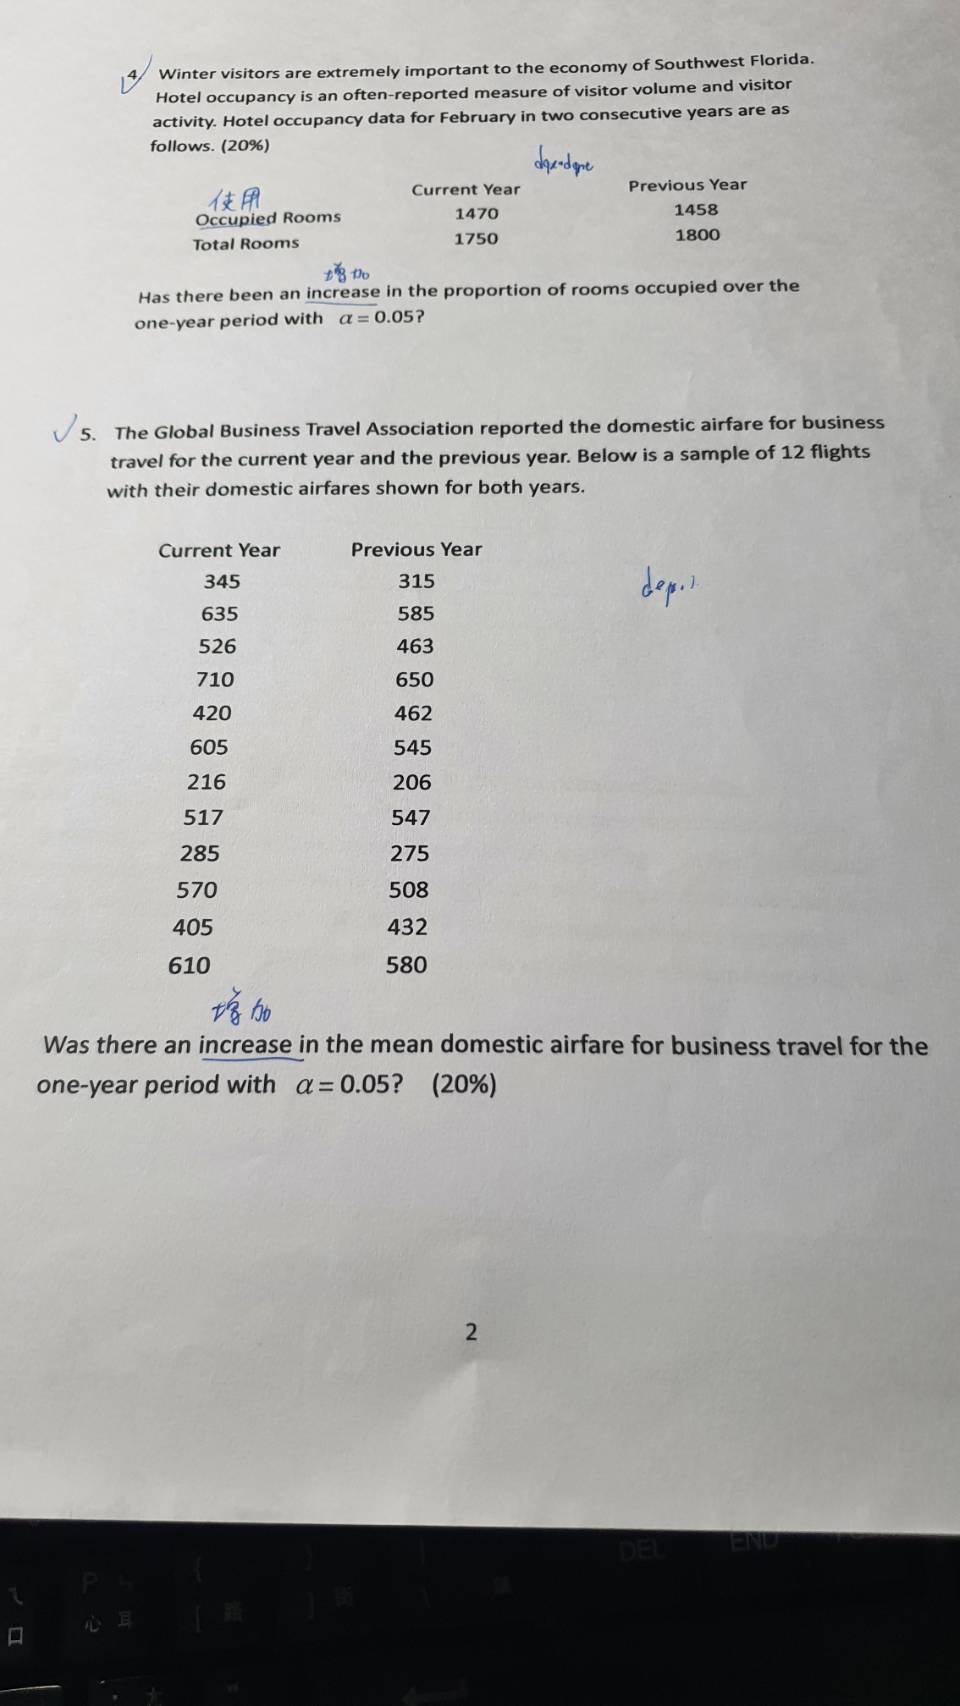 4. Winter visitors are extremely important to the economy of Southwest Florida.
Hotel occupancy is an often-reported measure of visitor volume and visitor
activity. Hotel occupancy data for February in two consecutive years are as
follows. (20%)
使用
Current Year Previous Year
Occupied Rooms 1470 1458
Total Rooms 1750 1800
增加
Has there been an increase in the proportion of rooms occupied over the
one-year period with α = 0.05?
5. The Global Business Travel Association reported the domestic airfare for business
travel for the current year and the previous year. Below is a sample of 12 flights
with their domestic airfares shown for both years.
Current Year Previous Year
345 315
dep.
635 585
526 463
710 650
420 462
605 545
216 206
517 547
285 275
570 508
405 432
610 580
增加
Was there an increase in the mean domestic airfare for business travel for the
one-year period with α = 0.05? (20%)
2
DEL END
P
心 耳
口